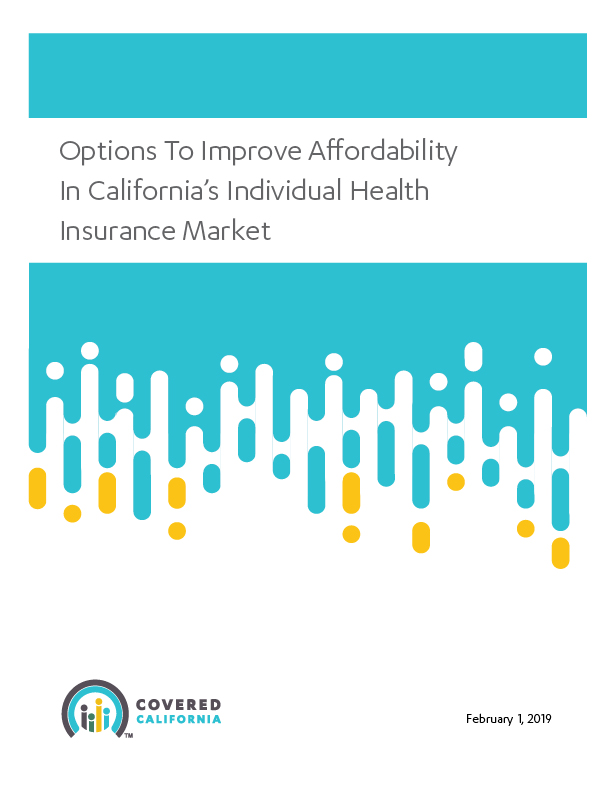 Options To Improve Affordability
In California's Individual Health
Insurance Market
COVERED
CALIFORNIA
TM
February 1, 2019